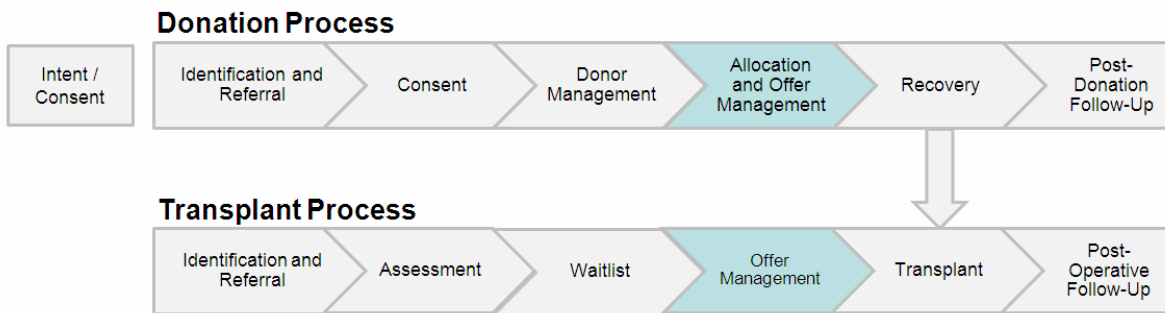 Donation Process
Intent /
Consent
Identification and
Referral
Consent
Donor
Management
Allocation
and Offer
Management
Recovery
Post-
Donation
Follow-Up
Transplant Process
Identification and
Referral
Assessment
Waitlist
Offer
Management
Transplant
Post-
Operative
Follow-Up